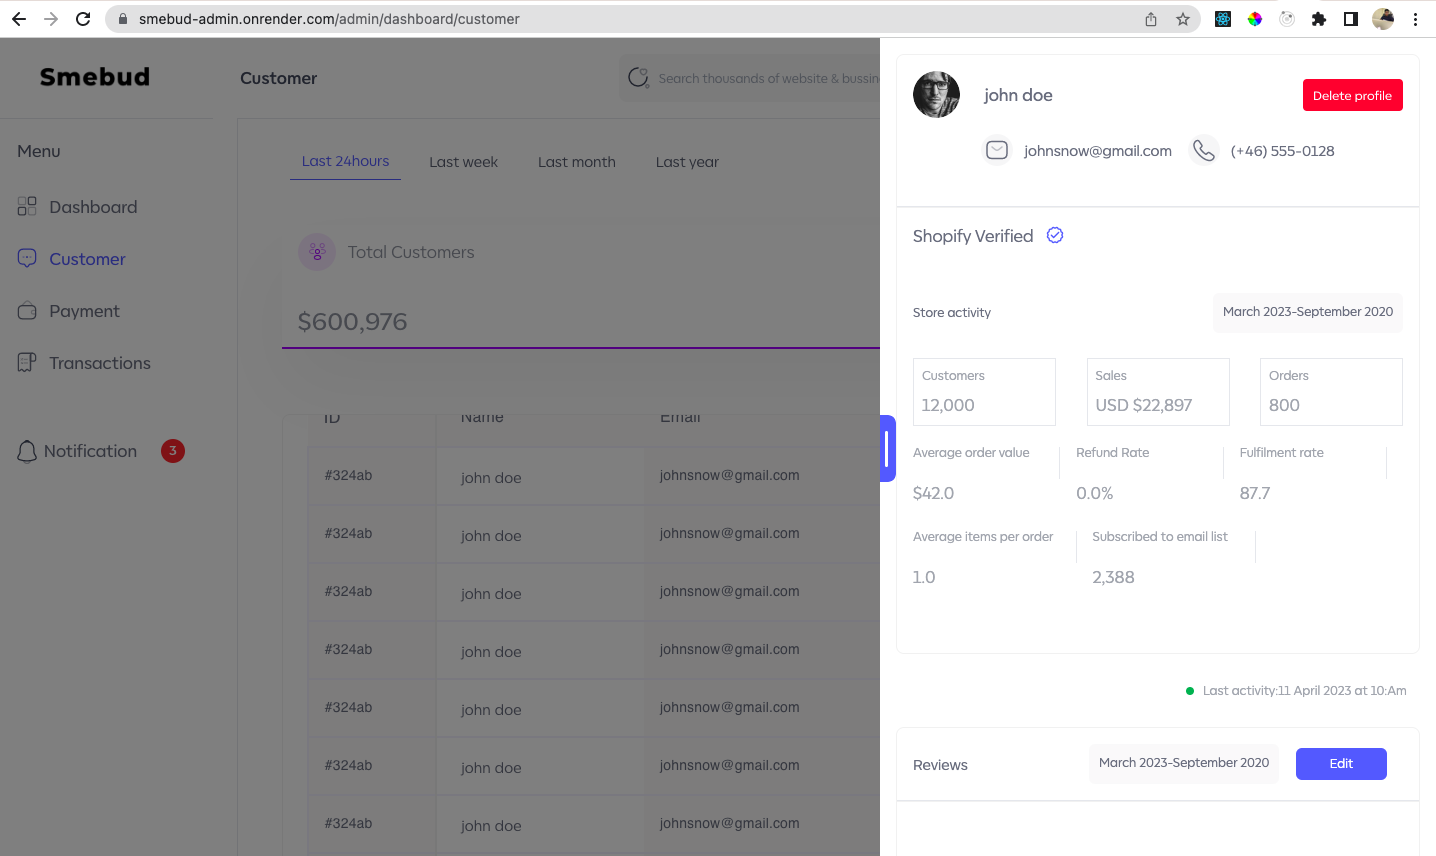 smebud-admin.onrender.com/admin/dashboard/customer
Smebud
Customer
Search thousands of website & bussin
Menu
Dashboard
Customer
Payment
Transactions
Notification
3
Last 24hours
Last week
Last month
Last year
Total Customers
$600,976
ID
Name
Email
#324ab
john doe
johnsnow@gmail.com
#324ab
john doe
johnsnow@gmail.com
#324ab
john doe
johnsnow@gmail.com
#324ab
john doe
johnsnow@gmail.com
#324ab
john doe
johnsnow@gmail.com
#324ab
john doe
johnsnow@gmail.com
#324ab
john doe
johnsnow@gmail.com
john doe
Delete profile
johnsnow@gmail.com
(+46) 555-0128
Shopify Verified
Store activity
March 2023-September 2020
Customers
12,000
Sales
USD $22,897
Orders
800
Average order value
$42.0
Refund Rate
0.0%
Fulfilment rate
87.7
Average items per order
1.0
Subscribed to email list
2,388
Last activity:11 April 2023 at 10:Am
Reviews
March 2023-September 2020
Edit